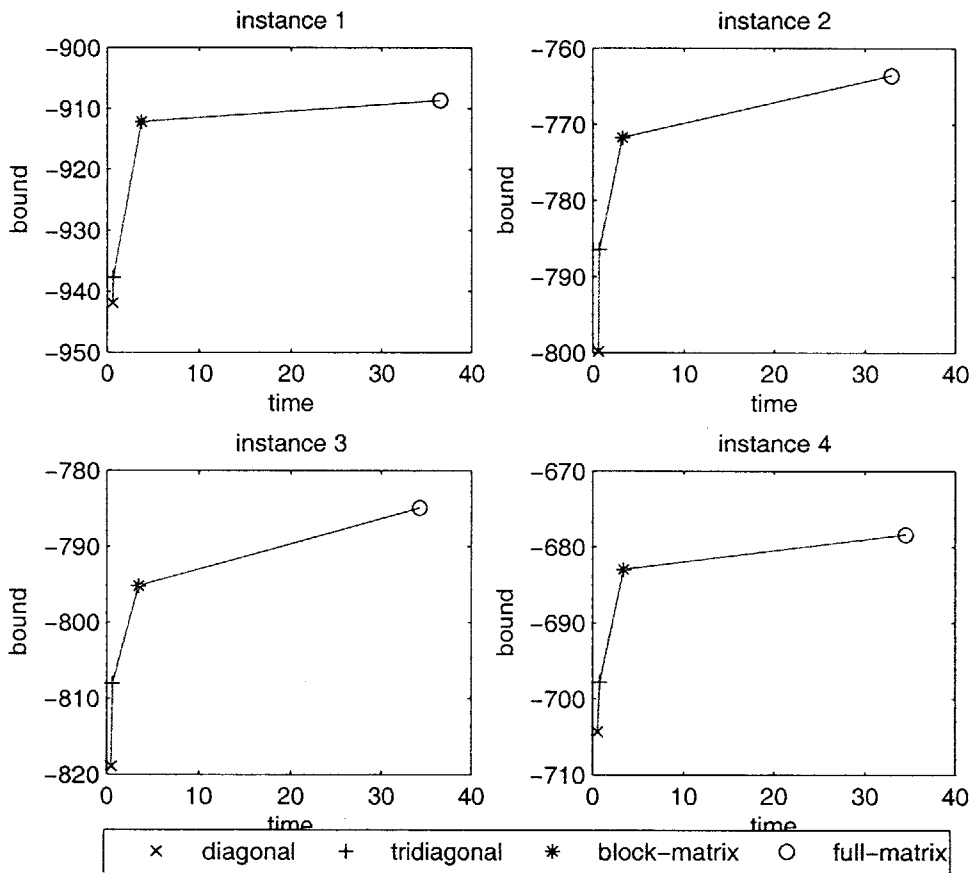 instance 1
−900
−910
−920
−930
−940
−950
bound
0 10 20 30 40
time
instance 2
−760
−770
−780
−790
−800
bound
0 10 20 30 40
time
instance 3
−780
−790
−800
−810
−820
bound
0 10 20 30 40
time
instance 4
−670
−680
−690
−700
−710
bound
0 10 20 30 40
time
diagonal tridiagonal block−matrix full−matrix